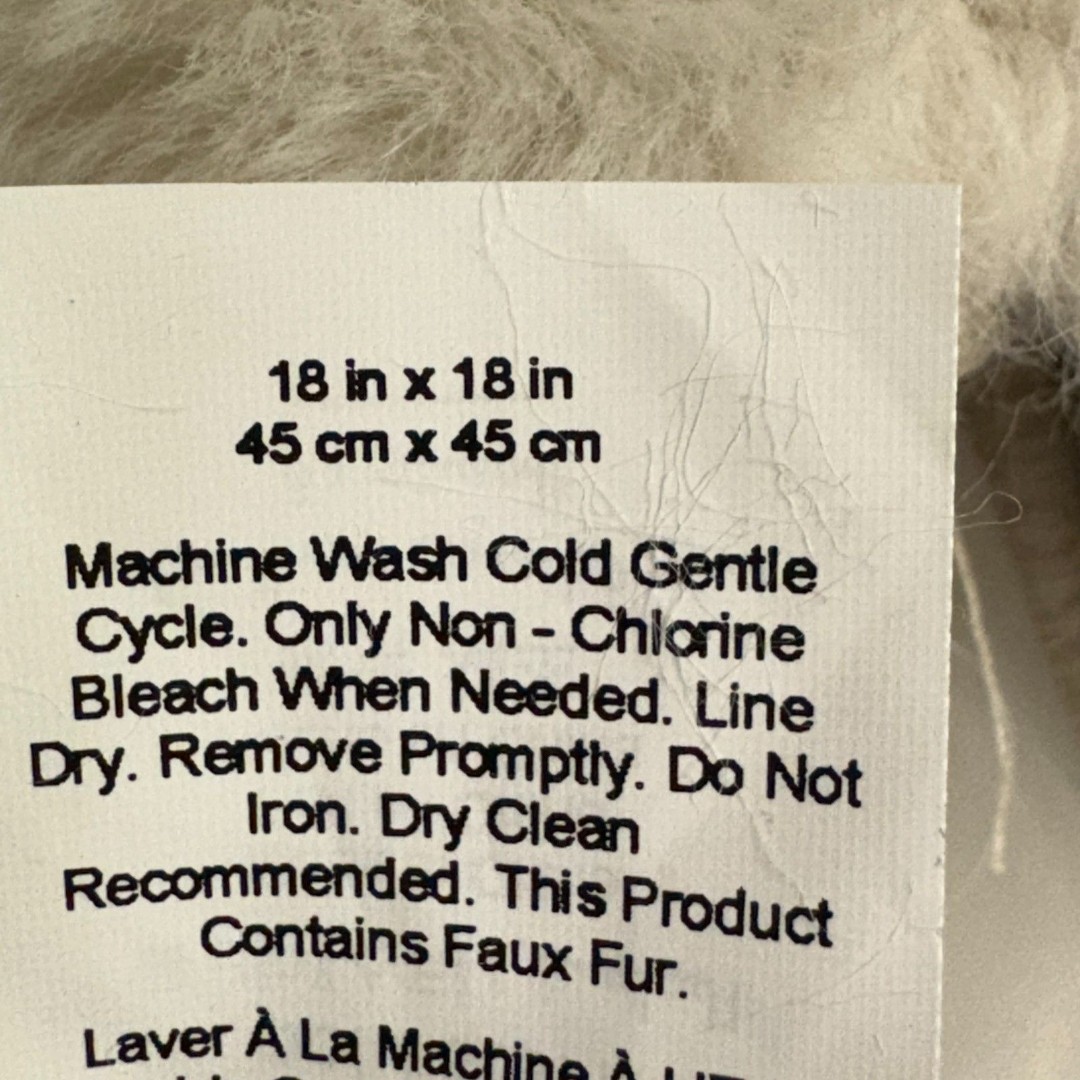 18 in x 18 in
45 cm x 45 cm
Machine Wash Cold Gentle
Cycle. Only Non - Chlorine
Bleach When Needed. Line
Dry. Remove Promptly. Do Not
Iron. Dry Clean
Recommended. This Product
Contains Faux Fur.
Laver À La Machine À